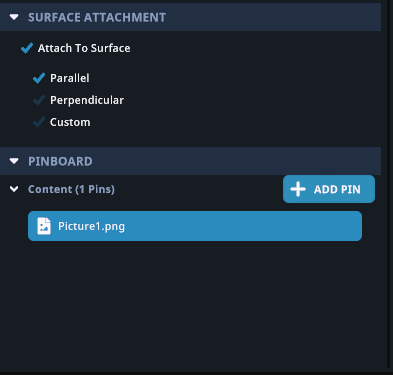 SURFACE ATTACHMENT
Attach To Surface
Parallel
Perpendicular
Custom
PINBOARD
Content (1 Pins)
ADD PIN
Picture1.png